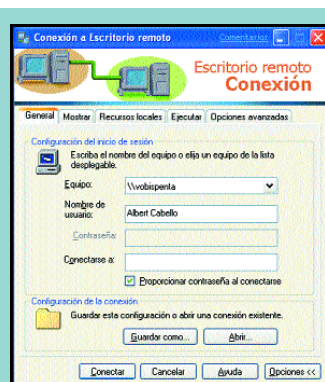 Conexión a Escritorio remoto Comentarios
Escritorio remoto
Conexión
General Mostrar Recursos locales Ejecutar Opciones avanzadas
Configuración del inicio de sesión
Escriba el nombre del equipo o elija un equipo de la lista
desplegable.
Equipo: \\vobispenta
Nombre de
usuario: Albert Cabello
Contraseña:
Conectarse a:
Proporcionar contraseña al conectarse
Configuración de la conexión
Guardar esta configuración o abrir una conexión existente.
Guardar como... Abrir...
Conectar Cancelar Ayuda Opciones <<